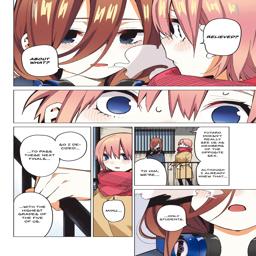 RELIEVED?
ABOUT
WHAT?
FUTARO
DOESN'T
REALLY
SEE US AS
MEMBERS
OF THE
OPPOSITE
SEX.
ALTHOUGH
I ALREADY
KNEW THAT...
TO HIM,
WE'RE...
...ONLY
STUDENTS.
SO I DE-
CIDED...
...TO PASS
THESE NEXT
FINALS...
MIKU...
...WITH THE
HIGHEST
GRADES OF
THE FIVE
OF US.